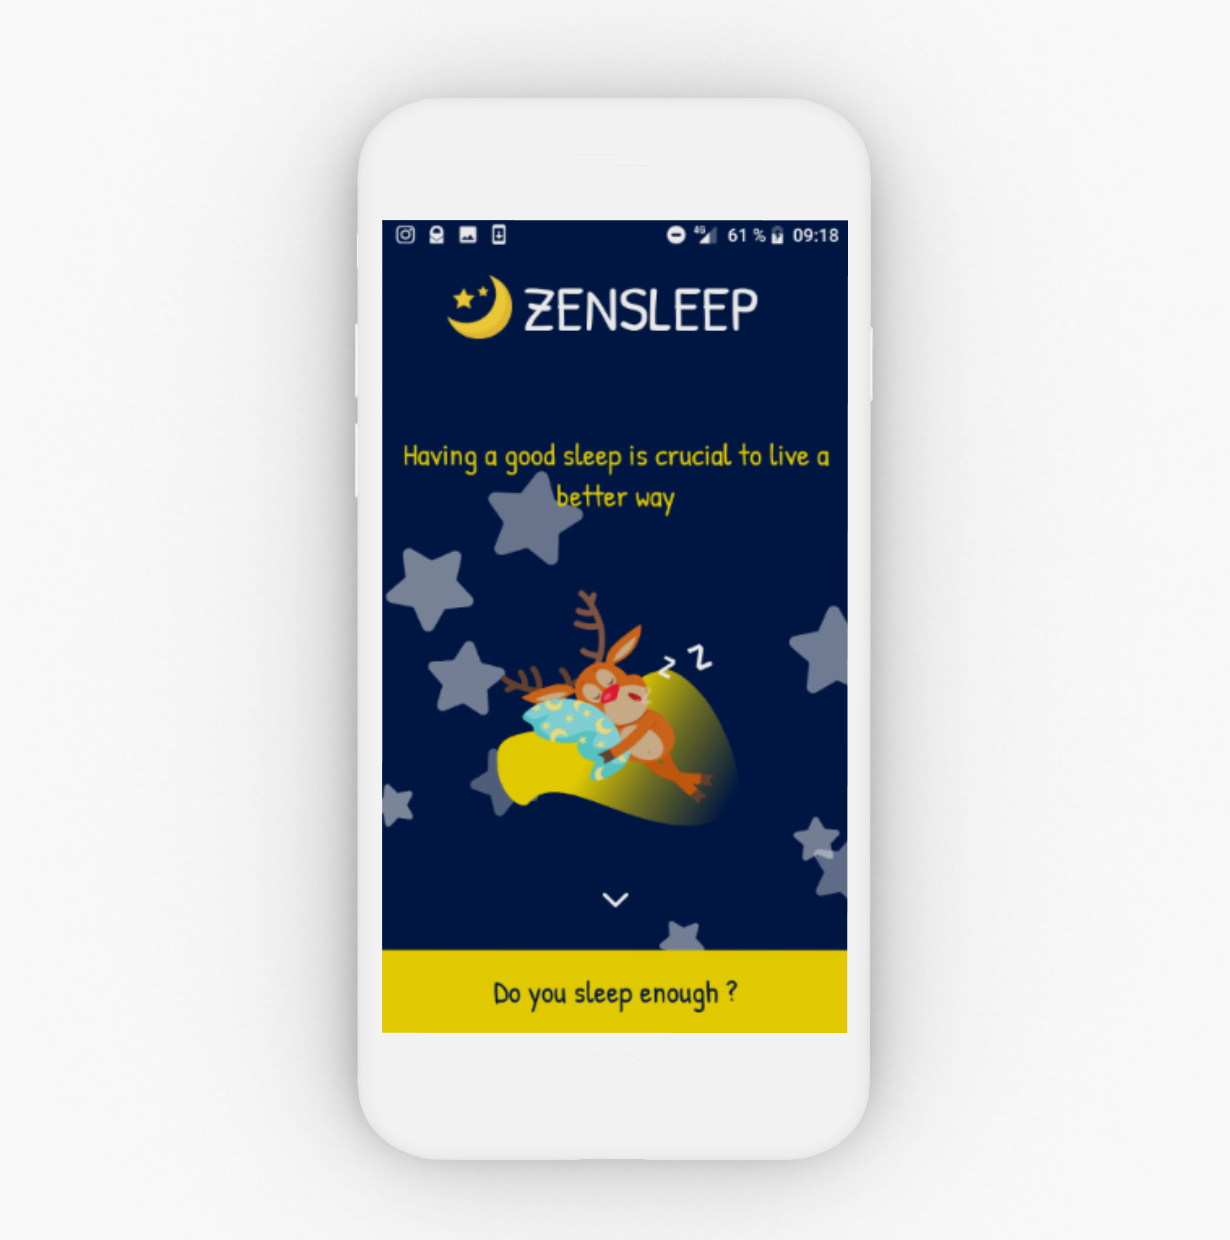 4G 61 % 09:18
ZENSLEEP
Having a good sleep is crucial to live a
better way
z Z
Do you sleep enough ?